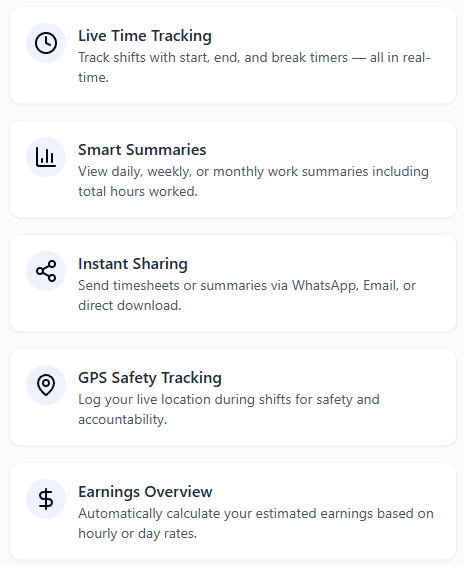 Live Time Tracking
Track shifts with start, end, and break timers — all in real-
time.
Smart Summaries
View daily, weekly, or monthly work summaries including
total hours worked.
Instant Sharing
Send timesheets or summaries via WhatsApp, Email, or
direct download.
GPS Safety Tracking
Log your live location during shifts for safety and
accountability.
Earnings Overview
Automatically calculate your estimated earnings based on
hourly or day rates.